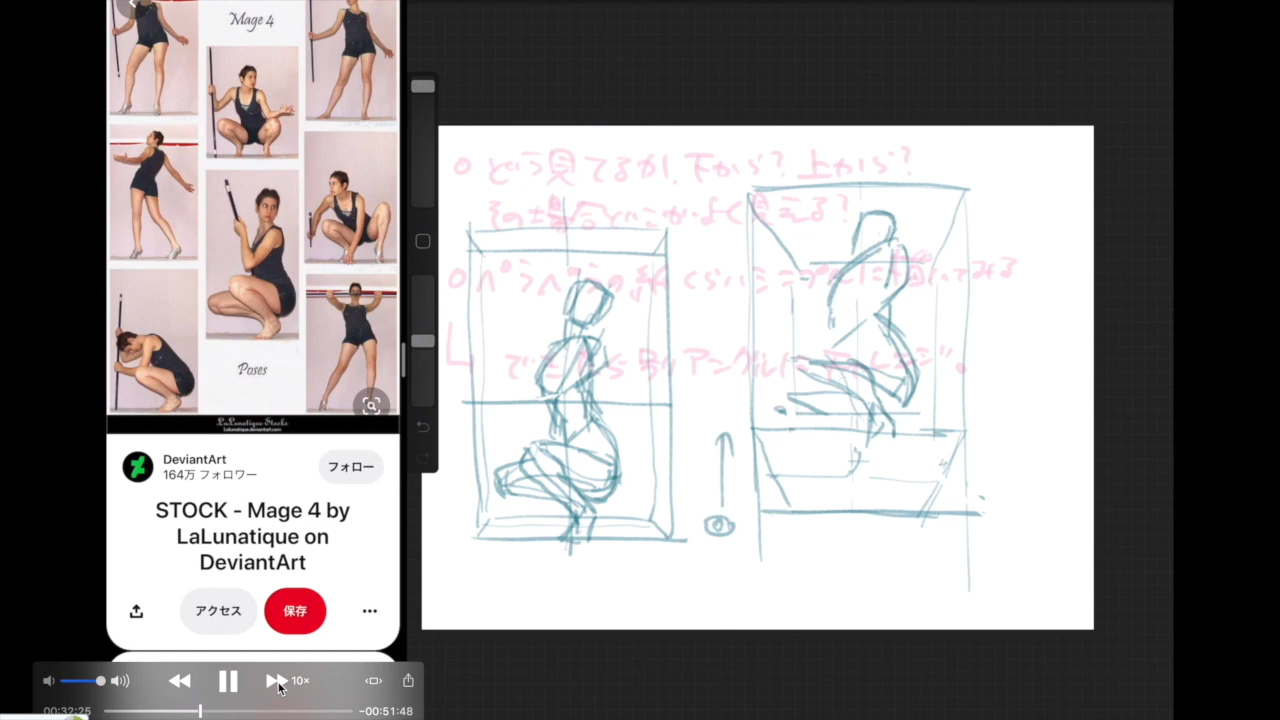 Mage 4
Poses
LaLunatique Stocks
Lalunatique.deviantart.com
DeviantArt
164万 フォロワー
フォロー
STOCK - Mage 4 by
LaLunatique on
DeviantArt
アクセス
保存
10×
00:32:25
−00:51:48
○ どう見てるか、下から？上から？
その場合どこがよく見える？
○ ペラペラの紙くらいシンプルに描いてみる
できたら別アングルにチャレンジ。